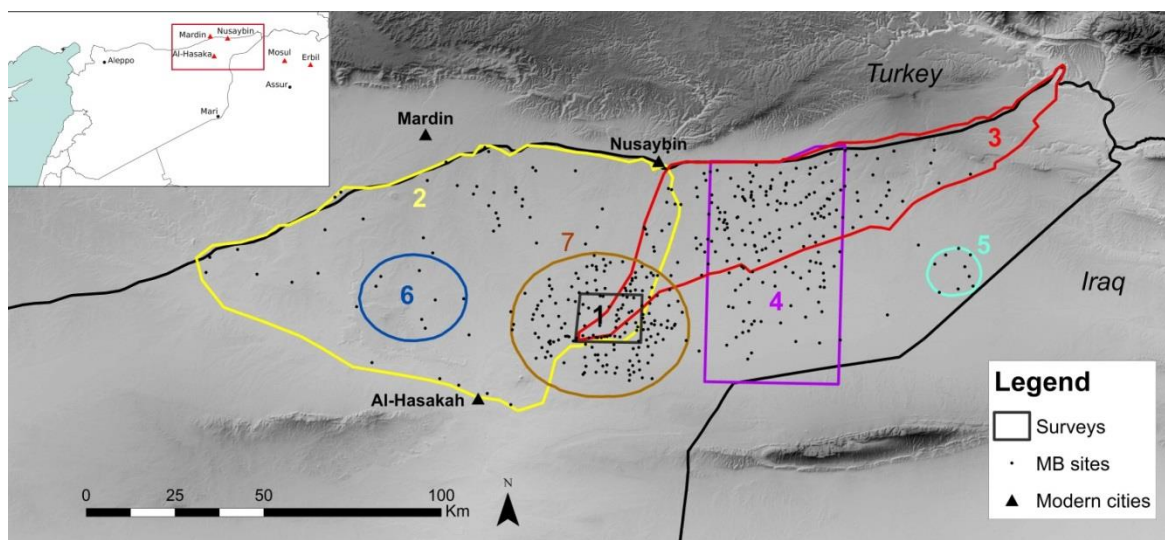 Mardin
Nusaybin
Al-Hasaka
Aleppo
Mosul
Erbil
Assur
Mari
Turkey
Mardin
Nusaybin
3
2
7
5
6
1
4
Iraq
Al-Hasakah
Legend
Surveys
MB sites
Modern cities
0 25 50 100
Km
N